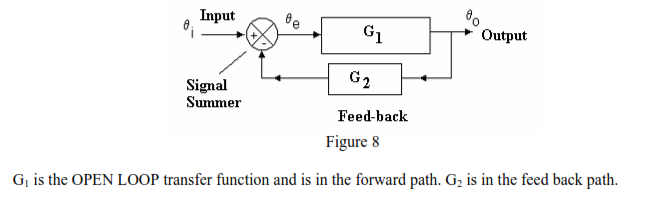 Input
θi
θe
G1
θo
Output
Signal
Summer
+
-
G2
Feed-back
Figure 8
G1 is the OPEN LOOP transfer function and is in the forward path. G2 is in the feed back path.